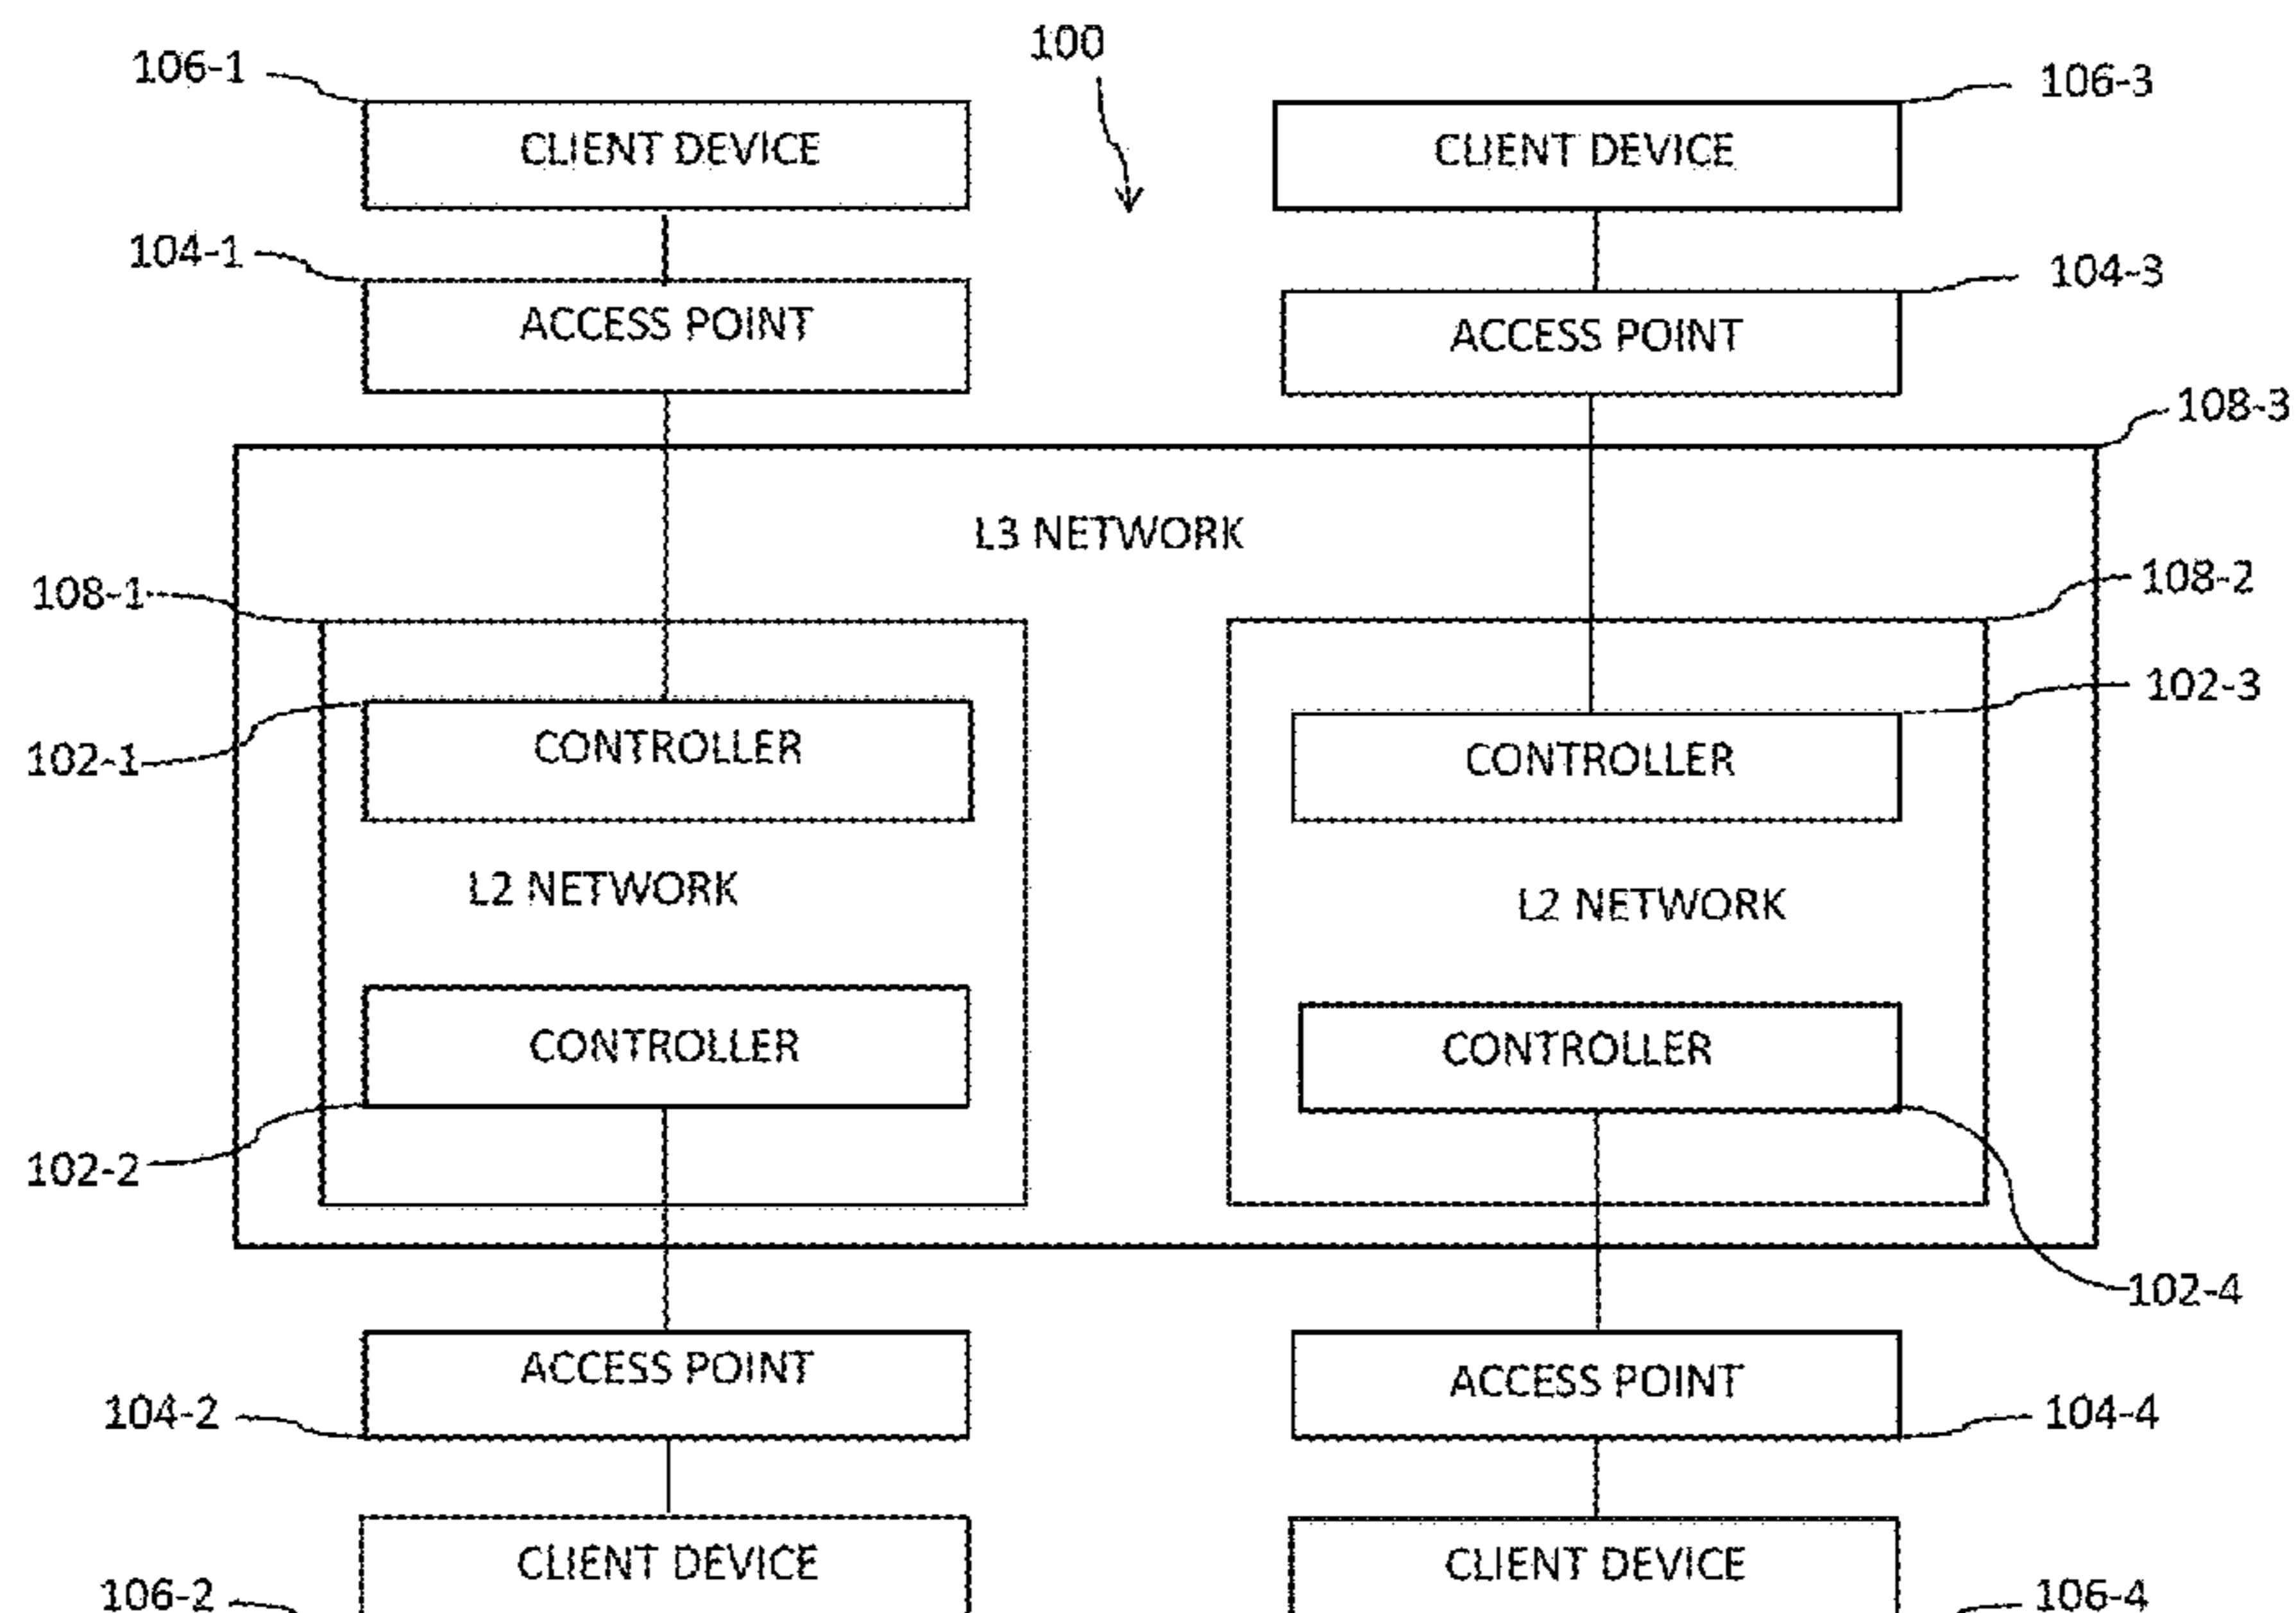 100
106-1
CLIENT DEVICE
CLIENT DEVICE
106-3
104-1
ACCESS POINT
ACCESS POINT
104-3
108-3
L3 NETWORK
108-1
108-2
102-1
CONTROLLER
CONTROLLER
102-3
L2 NETWORK
L2 NETWORK
CONTROLLER
CONTROLLER
102-2
102-4
ACCESS POINT
ACCESS POINT
104-2
104-4
CLIENT DEVICE
CLIENT DEVICE
106-2
106-4